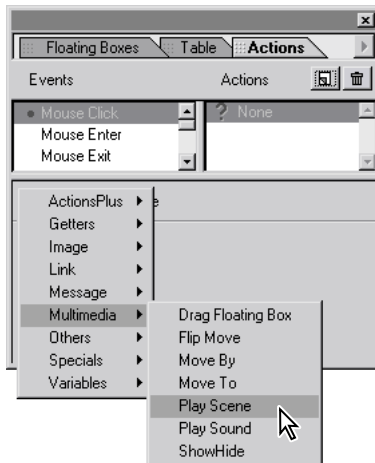 Floating Boxes Table Actions
Events Actions
Mouse Click
Mouse Enter
Mouse Exit
? None
ActionsPlus
Getters
Image
Link
Message
Multimedia
Others
Specials
Variables
Drag Floating Box
Flip Move
Move By
Move To
Play Scene
Play Sound
ShowHide